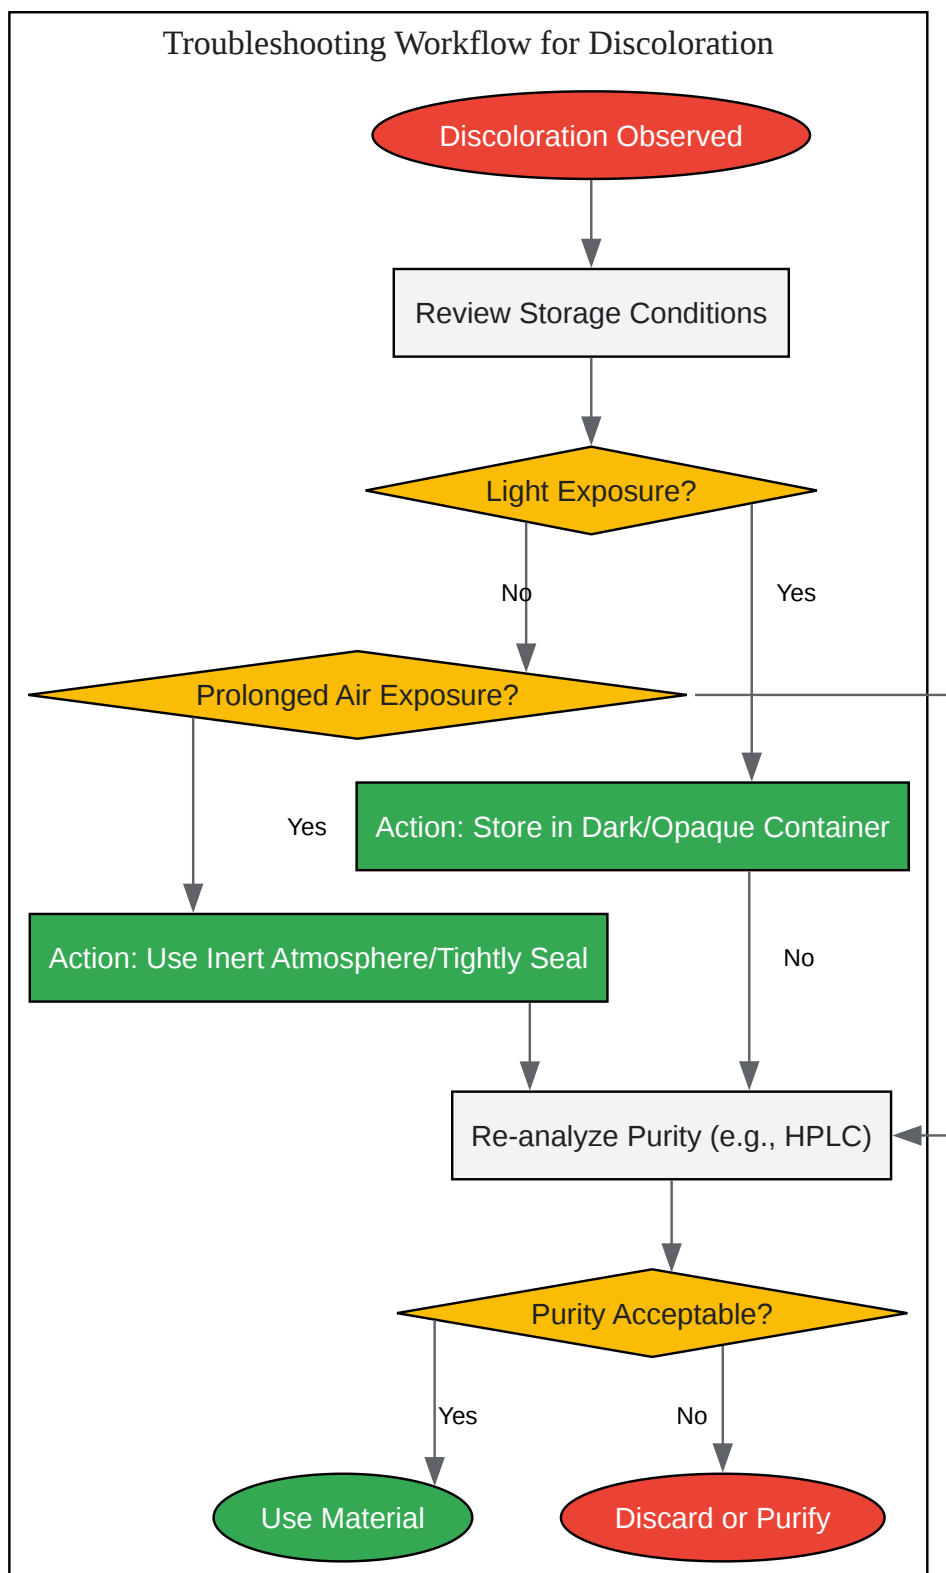 Troubleshooting Workflow for Discoloration
Discoloration Observed
Review Storage Conditions
Light Exposure?
No
Yes
Prolonged Air Exposure?
Yes
Action: Store in Dark/Opaque Container
Action: Use Inert Atmosphere/Tightly Seal
No
Re-analyze Purity (e.g., HPLC)
Purity Acceptable?
Yes
No
Use Material
Discard or Purify